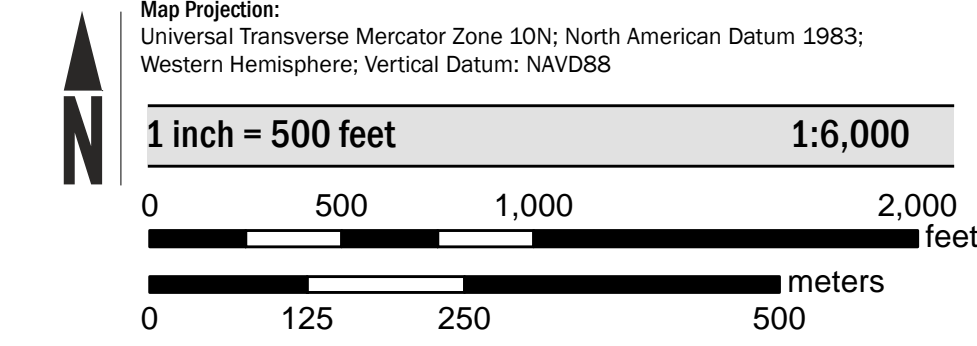 Map Projection:
Universal Transverse Mercator Zone 10N; North American Datum 1983;
Western Hemisphere; Vertical Datum: NAVD88
N
1 inch = 500 feet 1:6,000
0 500 1,000 2,000
feet
meters
0 125 250 500